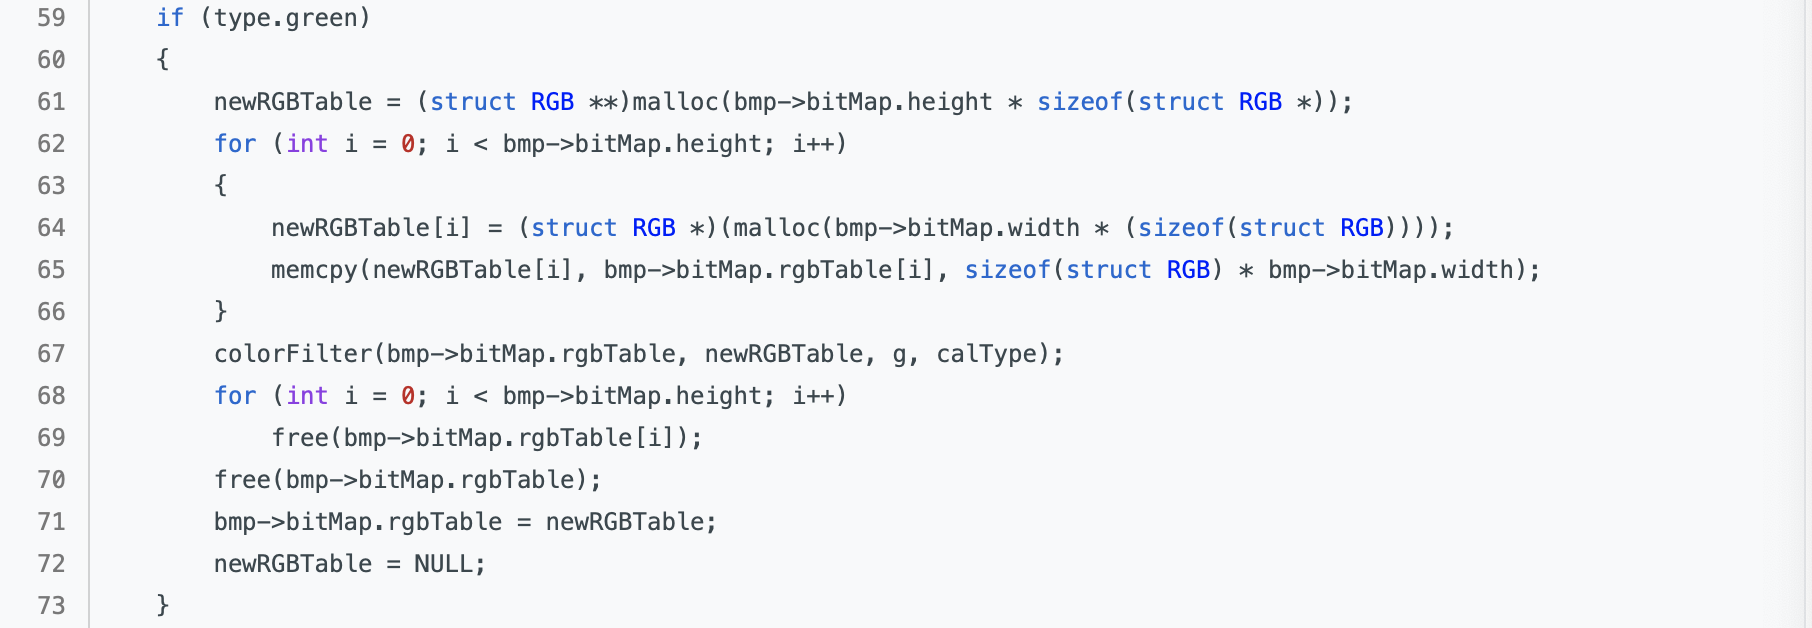 59 if (type.green)
60 {
61 newRGBTable = (struct RGB **)malloc(bmp->bitMap.height * sizeof(struct RGB *));
62 for (int i = 0; i < bmp->bitMap.height; i++)
63 {
64 newRGBTable[i] = (struct RGB *)(malloc(bmp->bitMap.width * (sizeof(struct RGB))));
65 memcpy(newRGBTable[i], bmp->bitMap.rgbTable[i], sizeof(struct RGB) * bmp->bitMap.width);
66 }
67 colorFilter(bmp->bitMap.rgbTable, newRGBTable, g, calType);
68 for (int i = 0; i < bmp->bitMap.height; i++)
69 free(bmp->bitMap.rgbTable[i]);
70 free(bmp->bitMap.rgbTable);
71 bmp->bitMap.rgbTable = newRGBTable;
72 newRGBTable = NULL;
73 }